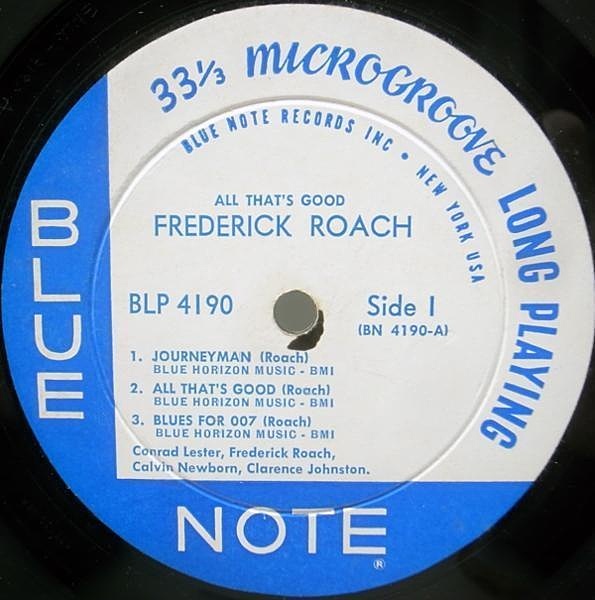 33⅓ MICROGROOVE LONG PLAYING
BLUE NOTE RECORDS INC • NEW YORK USA
ALL THAT'S GOOD
FREDERICK ROACH
BLP 4190
Side 1
(BN 4190-A)
1. JOURNEYMAN (Roach)
BLUE HORIZON MUSIC - BMI
2. ALL THAT'S GOOD (Roach)
BLUE HORIZON MUSIC - BMI
3. BLUES FOR 007 (Roach)
BLUE HORIZON MUSIC - BMI
Conrad Lester, Frederick Roach,
Calvin Newborn, Clarence Johnston.
BLUE
NOTE
®